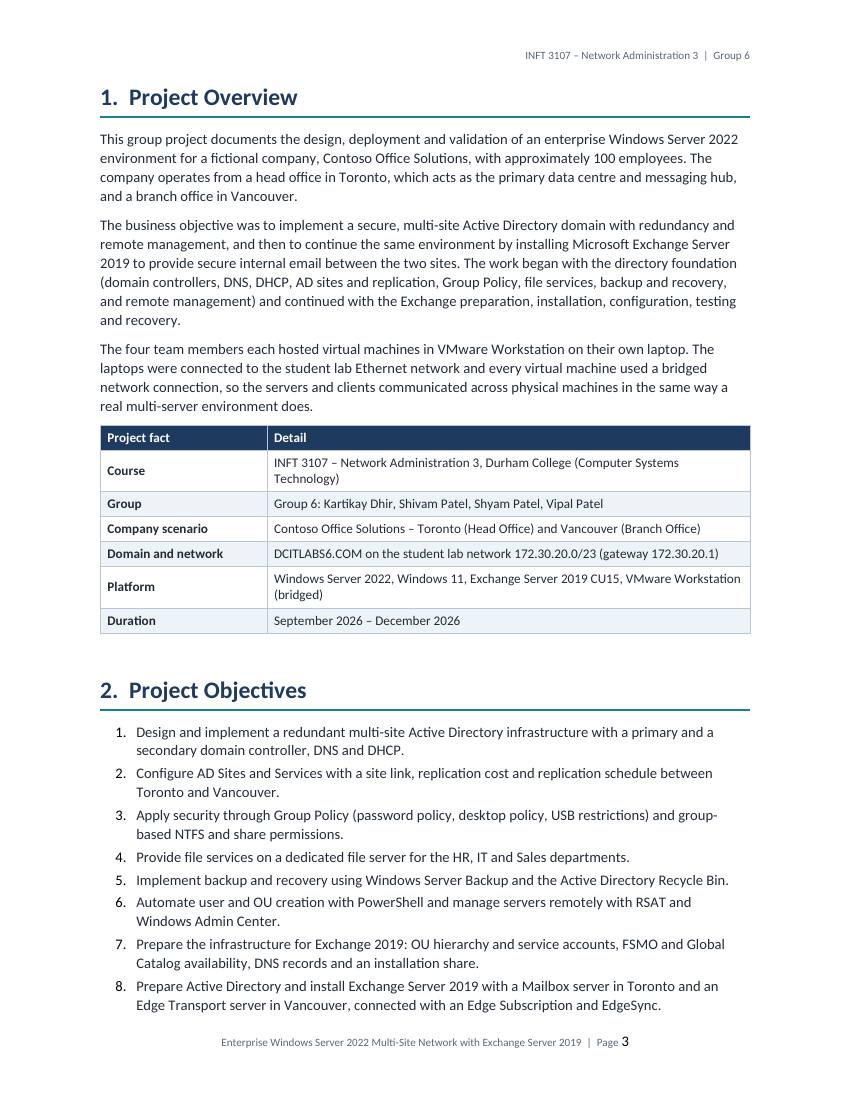 INFT 3107 – Network Administration 3 | Group 6
1. Project Overview
This group project documents the design, deployment and validation of an enterprise Windows Server 2022
environment for a fictional company, Contoso Office Solutions, with approximately 100 employees. The
company operates from a head office in Toronto, which acts as the primary data centre and messaging hub,
and a branch office in Vancouver.
The business objective was to implement a secure, multi-site Active Directory domain with redundancy and
remote management, and then to continue the same environment by installing Microsoft Exchange Server
2019 to provide secure internal email between the two sites. The work began with the directory foundation
(domain controllers, DNS, DHCP, AD sites and replication, Group Policy, file services, backup and recovery,
and remote management) and continued with the Exchange preparation, installation, configuration, testing
and recovery.
The four team members each hosted virtual machines in VMware Workstation on their own laptop. The
laptops were connected to the student lab Ethernet network and every virtual machine used a bridged
network connection, so the servers and clients communicated across physical machines in the same way a
real multi-server environment does.
Project fact Detail
Course INFT 3107 – Network Administration 3, Durham College (Computer Systems
Technology)
Group Group 6: Kartikay Dhir, Shivam Patel, Shyam Patel, Vipal Patel
Company scenario Contoso Office Solutions – Toronto (Head Office) and Vancouver (Branch Office)
Domain and network DCITLABS6.COM on the student lab network 172.30.20.0/23 (gateway 172.30.20.1)
Platform Windows Server 2022, Windows 11, Exchange Server 2019 CU15, VMware Workstation
(bridged)
Duration September 2026 – December 2026
2. Project Objectives
1. Design and implement a redundant multi-site Active Directory infrastructure with a primary and a
secondary domain controller, DNS and DHCP.
2. Configure AD Sites and Services with a site link, replication cost and replication schedule between
Toronto and Vancouver.
3. Apply security through Group Policy (password policy, desktop policy, USB restrictions) and group-
based NTFS and share permissions.
4. Provide file services on a dedicated file server for the HR, IT and Sales departments.
5. Implement backup and recovery using Windows Server Backup and the Active Directory Recycle Bin.
6. Automate user and OU creation with PowerShell and manage servers remotely with RSAT and
Windows Admin Center.
7. Prepare the infrastructure for Exchange 2019: OU hierarchy and service accounts, FSMO and Global
Catalog availability, DNS records and an installation share.
8. Prepare Active Directory and install Exchange Server 2019 with a Mailbox server in Toronto and an
Edge Transport server in Vancouver, connected with an Edge Subscription and EdgeSync.
Enterprise Windows Server 2022 Multi-Site Network with Exchange Server 2019 | Page 3